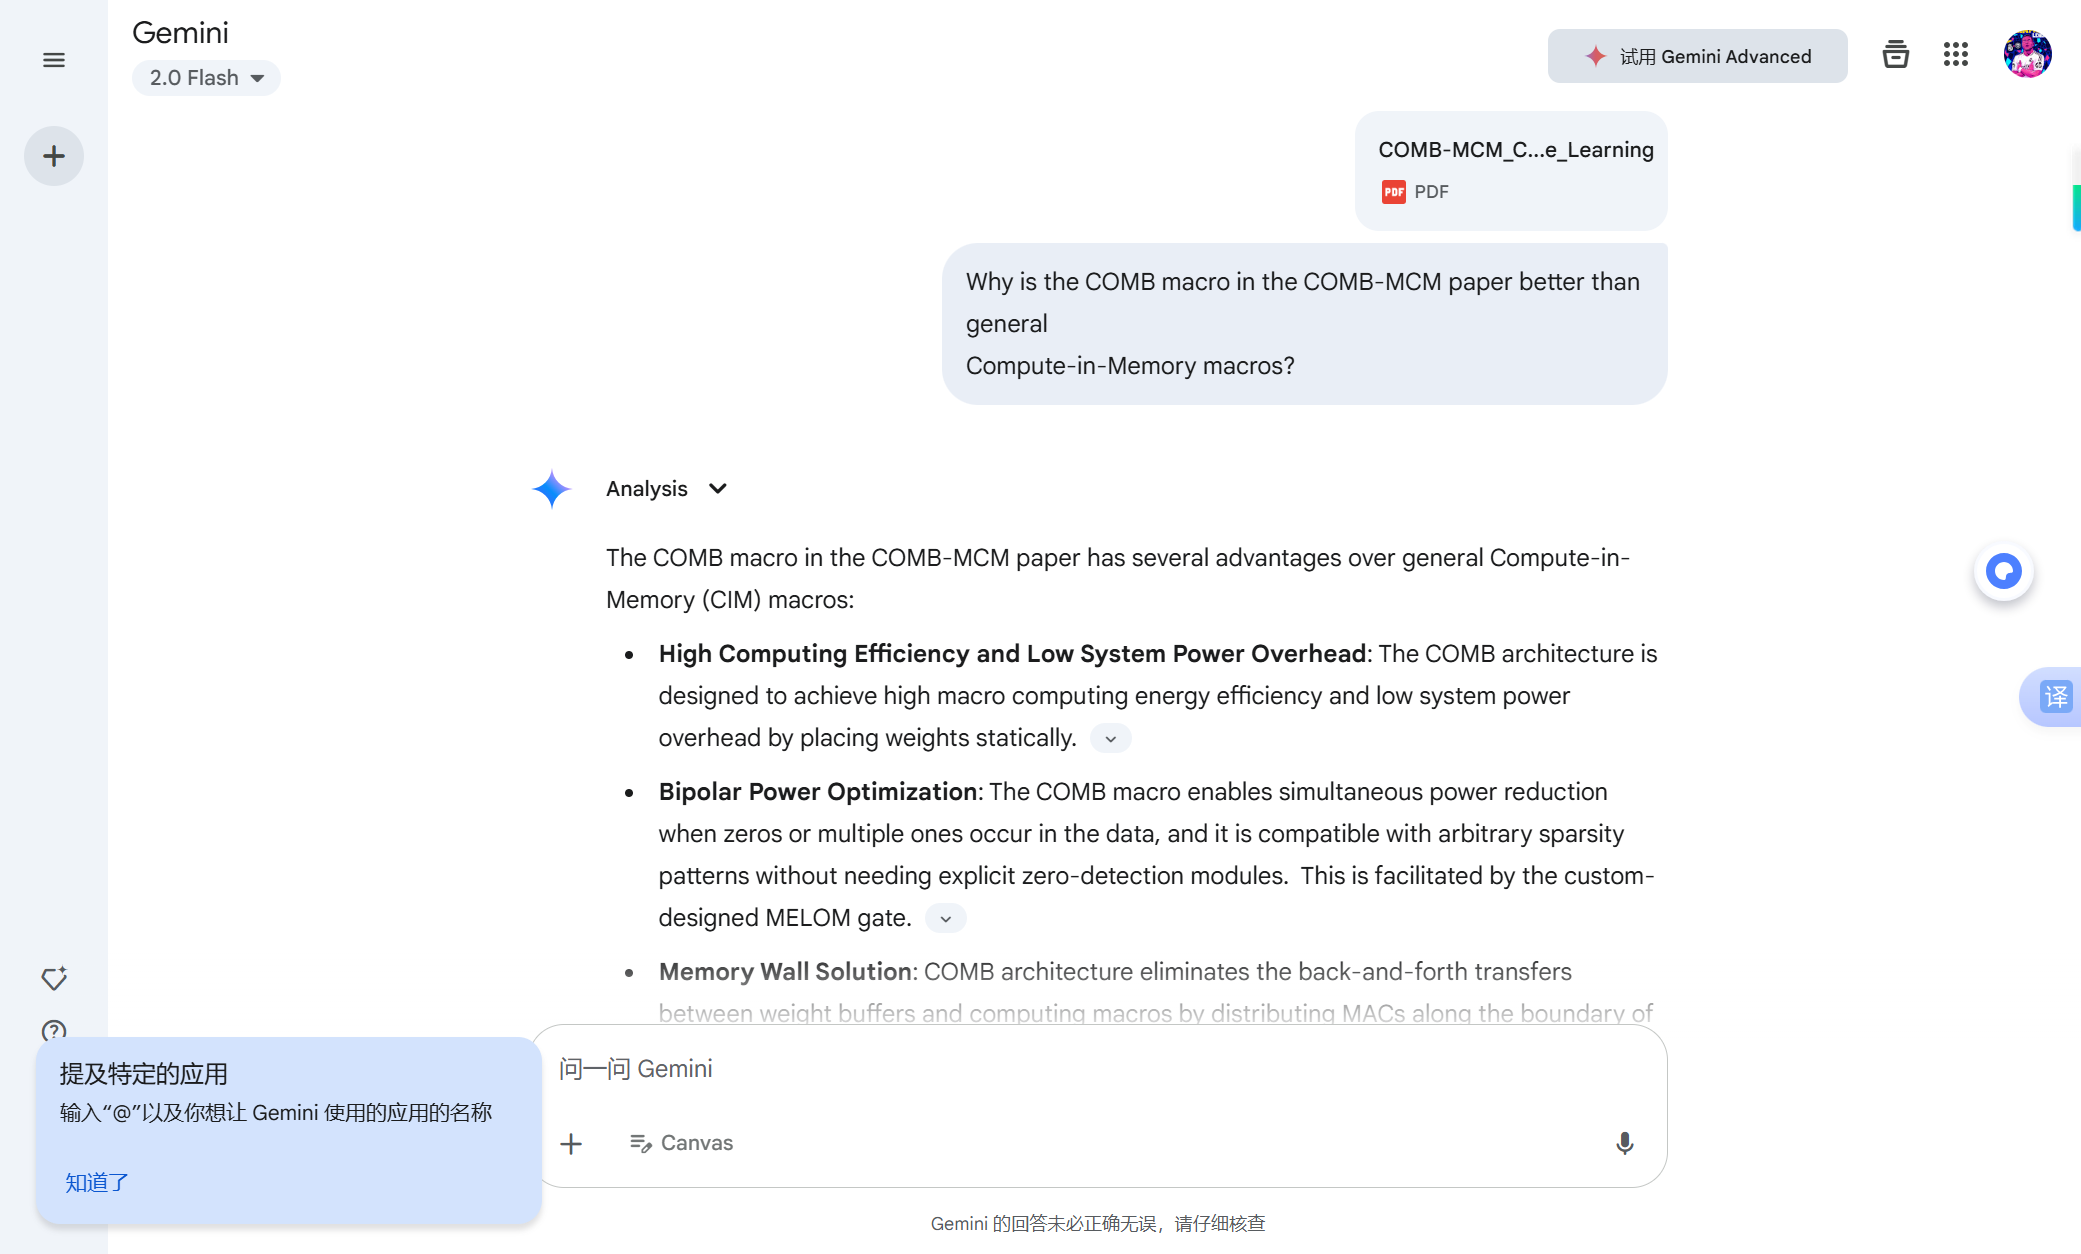 Gemini
2.0 Flash
试用 Gemini Advanced
COMB-MCM_C...e_Learning
PDF PDF
Why is the COMB macro in the COMB-MCM paper better than
general
Compute-in-Memory macros?
Analysis
The COMB macro in the COMB-MCM paper has several advantages over general Compute-in-
Memory (CIM) macros:
• High Computing Efficiency and Low System Power Overhead: The COMB architecture is
designed to achieve high macro computing energy efficiency and low system power
overhead by placing weights statically.
• Bipolar Power Optimization: The COMB macro enables simultaneous power reduction
when zeros or multiple ones occur in the data, and it is compatible with arbitrary sparsity
patterns without needing explicit zero-detection modules. This is facilitated by the custom-
designed MELOM gate.
• Memory Wall Solution: COMB architecture eliminates the back-and-forth transfers
between weight buffers and computing macros by distributing MACs along the boundary of
译
提及特定的应用
输入“@”以及你想让 Gemini 使用的应用的名称
知道了
问一问 Gemini
Canvas
Gemini 的回答未必正确无误，请仔细核查